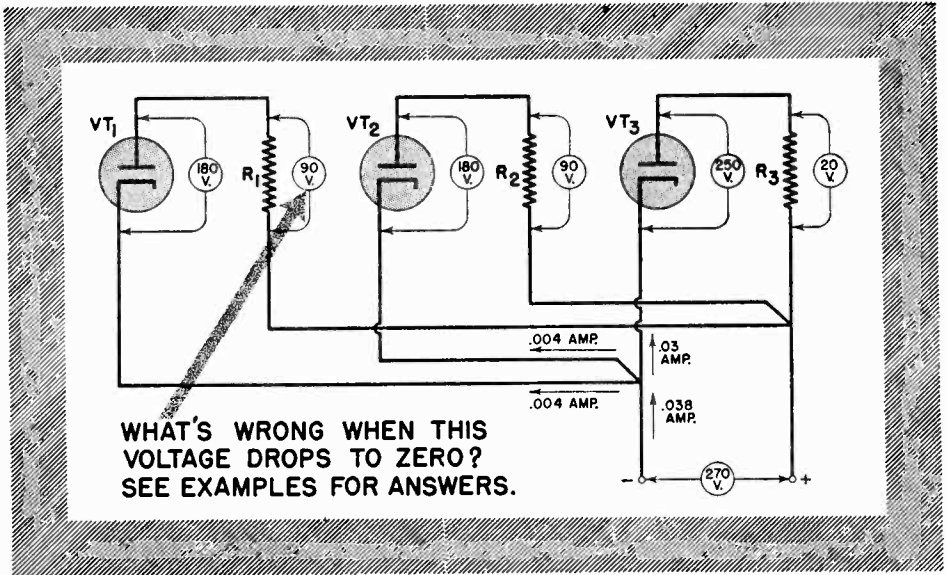 VT1
180 V.
R1
90 V.
VT2
180 V.
R2
90 V.
VT3
250 V.
R3
20 V.
.004 AMP.
.03 AMP.
.004 AMP.
.038 AMP.
WHAT'S WRONG WHEN THIS
VOLTAGE DROPS TO ZERO?
SEE EXAMPLES FOR ANSWERS.
- 270 V. +